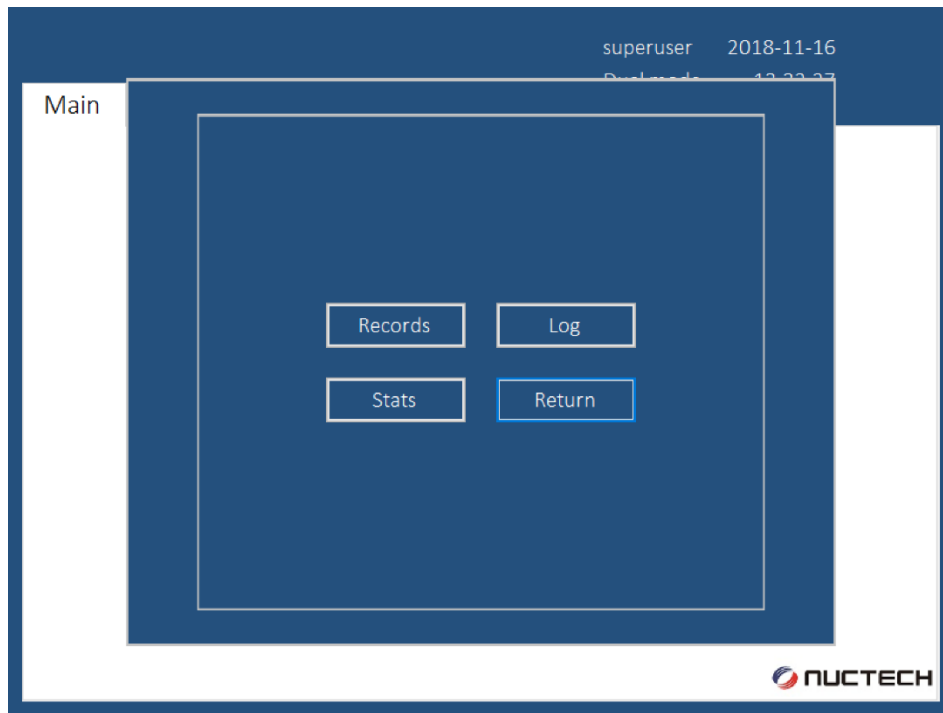 superuser 2018-11-16
Main
Records Log
Stats Return
NUCTECH